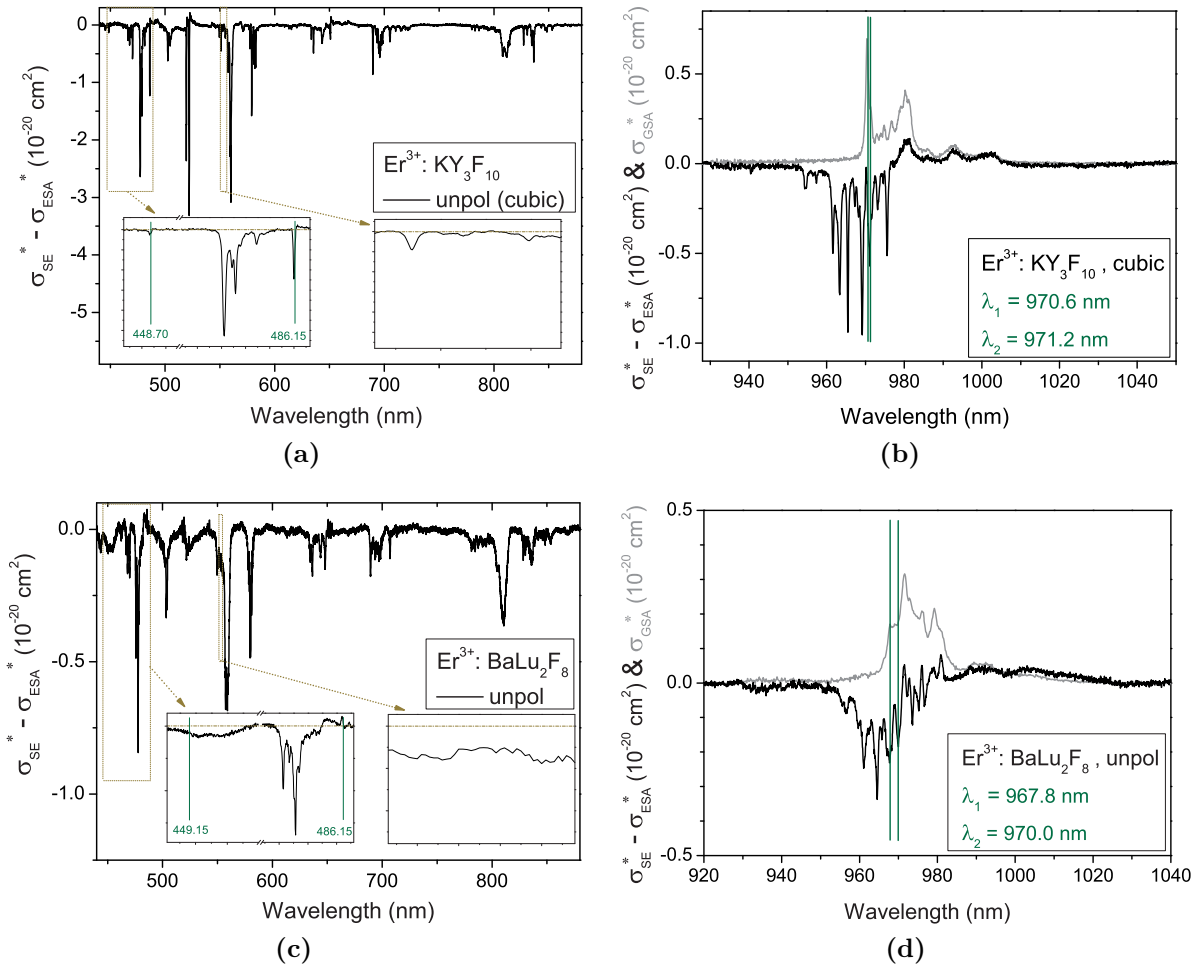 0
-1
-2
-3
-4
-5
σ*SE - σ*ESA (10⁻²⁰ cm²)
Er³⁺: KY₃F₁₀
unpol (cubic)
448.70
486.15
500 600 700 800
Wavelength (nm)
(a)
0.5
0.0
-0.5
-1.0
σ*SE - σ*ESA (10⁻²⁰ cm²) & σ*GSA (10⁻²⁰ cm²)
Er³⁺: KY₃F₁₀ , cubic
λ₁ = 970.6 nm
λ₂ = 971.2 nm
940 960 980 1000 1020 1040
Wavelength (nm)
(b)
0.0
-0.5
-1.0
σ*SE - σ*ESA (10⁻²⁰ cm²)
Er³⁺: BaLu₂F₈
unpol
449.15
486.15
500 600 700 800
Wavelength (nm)
(c)
0.5
0.0
-0.5
σ*SE - σ*ESA (10⁻²⁰ cm²) & σ*GSA (10⁻²⁰ cm²)
Er³⁺: BaLu₂F₈ , unpol
λ₁ = 967.8 nm
λ₂ = 970.0 nm
920 940 960 980 1000 1020 1040
Wavelength (nm)
(d)